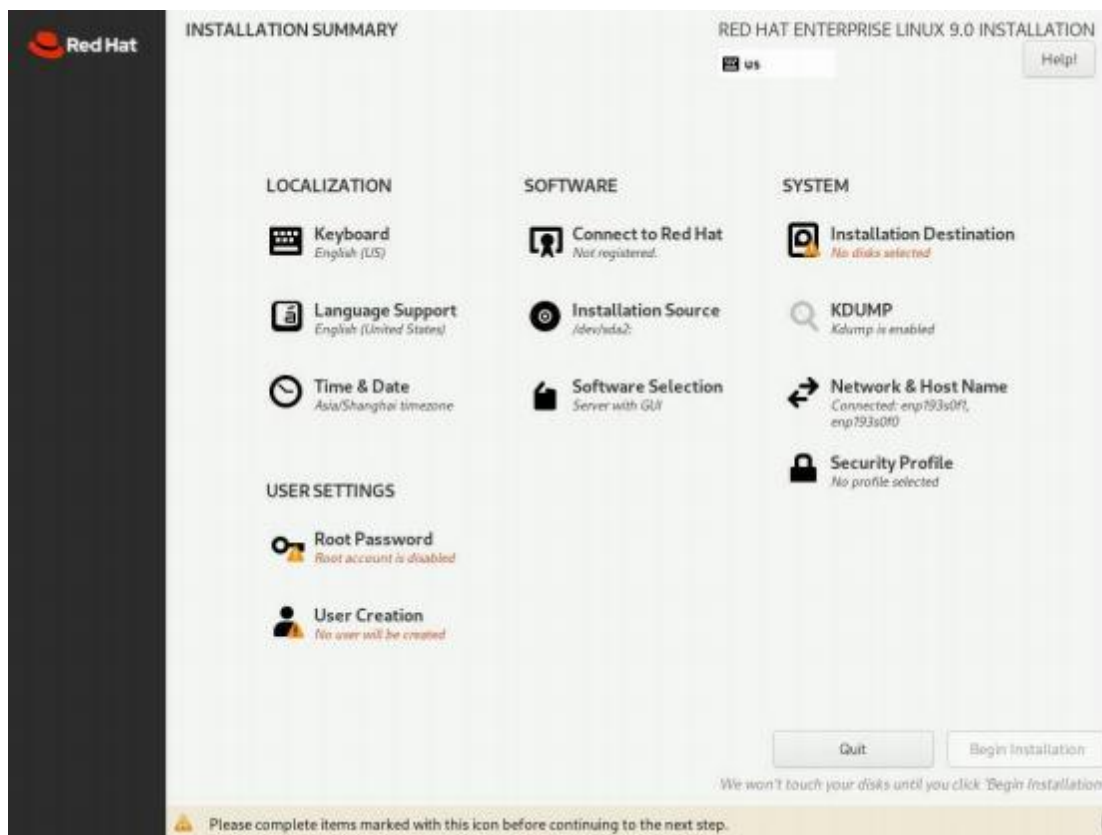 Red Hat
INSTALLATION SUMMARY
RED HAT ENTERPRISE LINUX 9.0 INSTALLATION
us
Help!
LOCALIZATION
Keyboard
English (US)
Language Support
English (United States)
Time & Date
Asia/Shanghai timezone
SOFTWARE
Connect to Red Hat
Not registered.
Installation Source
/dev/sda2:
Software Selection
Server with GUI
SYSTEM
Installation Destination
No disks selected
KDUMP
Kdump is enabled
Network & Host Name
Connected: enp193s0f1,
enp193s0f0
Security Profile
No profile selected
USER SETTINGS
Root Password
Root account is disabled
User Creation
No user will be created
Quit
Begin Installation
We won't touch your disks until you click 'Begin Installation
Please complete items marked with this icon before continuing to the next step.